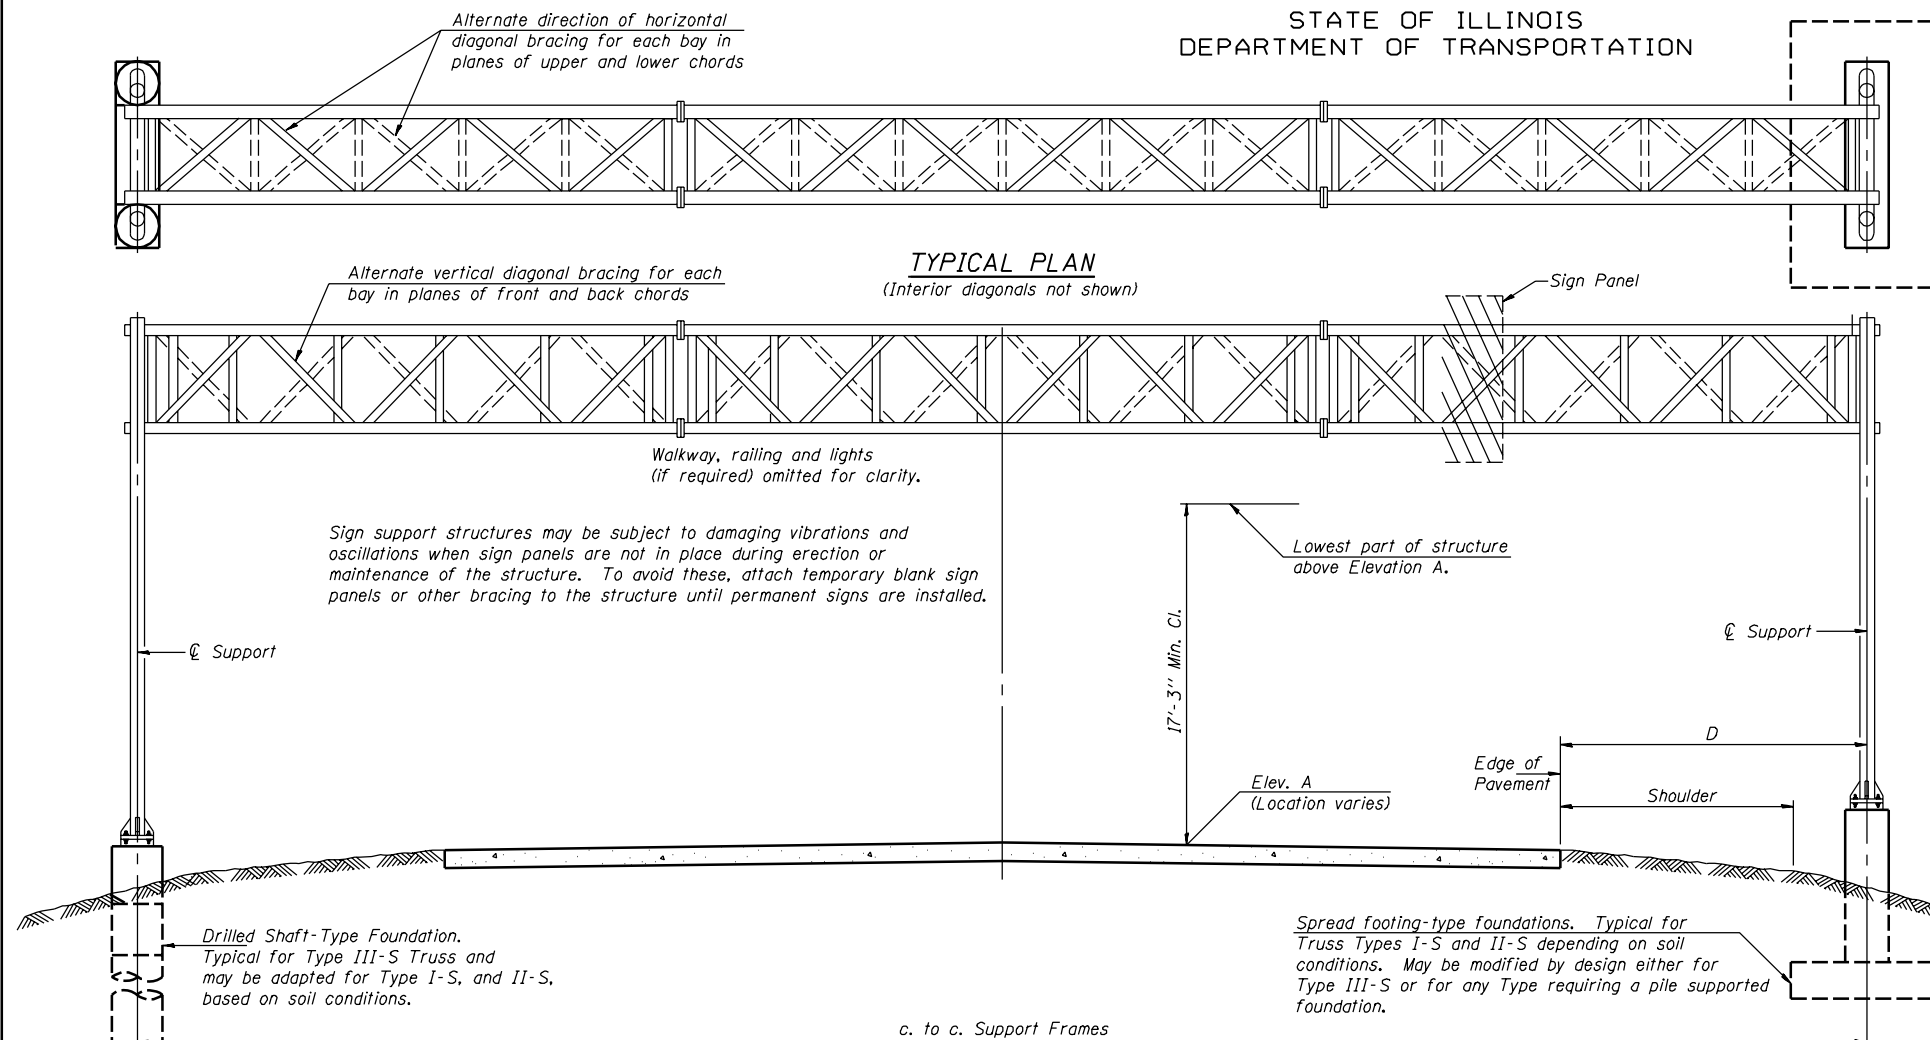 Alternate direction of horizontal
diagonal bracing for each bay in
planes of upper and lower chords
STATE OF ILLINOIS
DEPARTMENT OF TRANSPORTATION
TYPICAL PLAN
(Interior diagonals not shown)
Alternate vertical diagonal bracing for each
bay in planes of front and back chords
Sign Panel
Walkway, railing and lights
(if required) omitted for clarity.
Sign support structures may be subject to damaging vibrations and
oscillations when sign panels are not in place during erection or
maintenance of the structure. To avoid these, attach temporary blank sign
panels or other bracing to the structure until permanent signs are installed.
Lowest part of structure
above Elevation A.
17'-3" Min. Cl.
℄ Support
℄ Support
D
Edge of
Pavement
Shoulder
Elev. A
(Location varies)
Drilled Shaft-Type Foundation.
Typical for Type III-S Truss and
may be adapted for Type I-S, and II-S,
based on soil conditions.
Spread footing-type foundations. Typical for
Truss Types I-S and II-S depending on soil
conditions. May be modified by design either for
Type III-S or for any Type requiring a pile supported
foundation.
c. to c. Support Frames